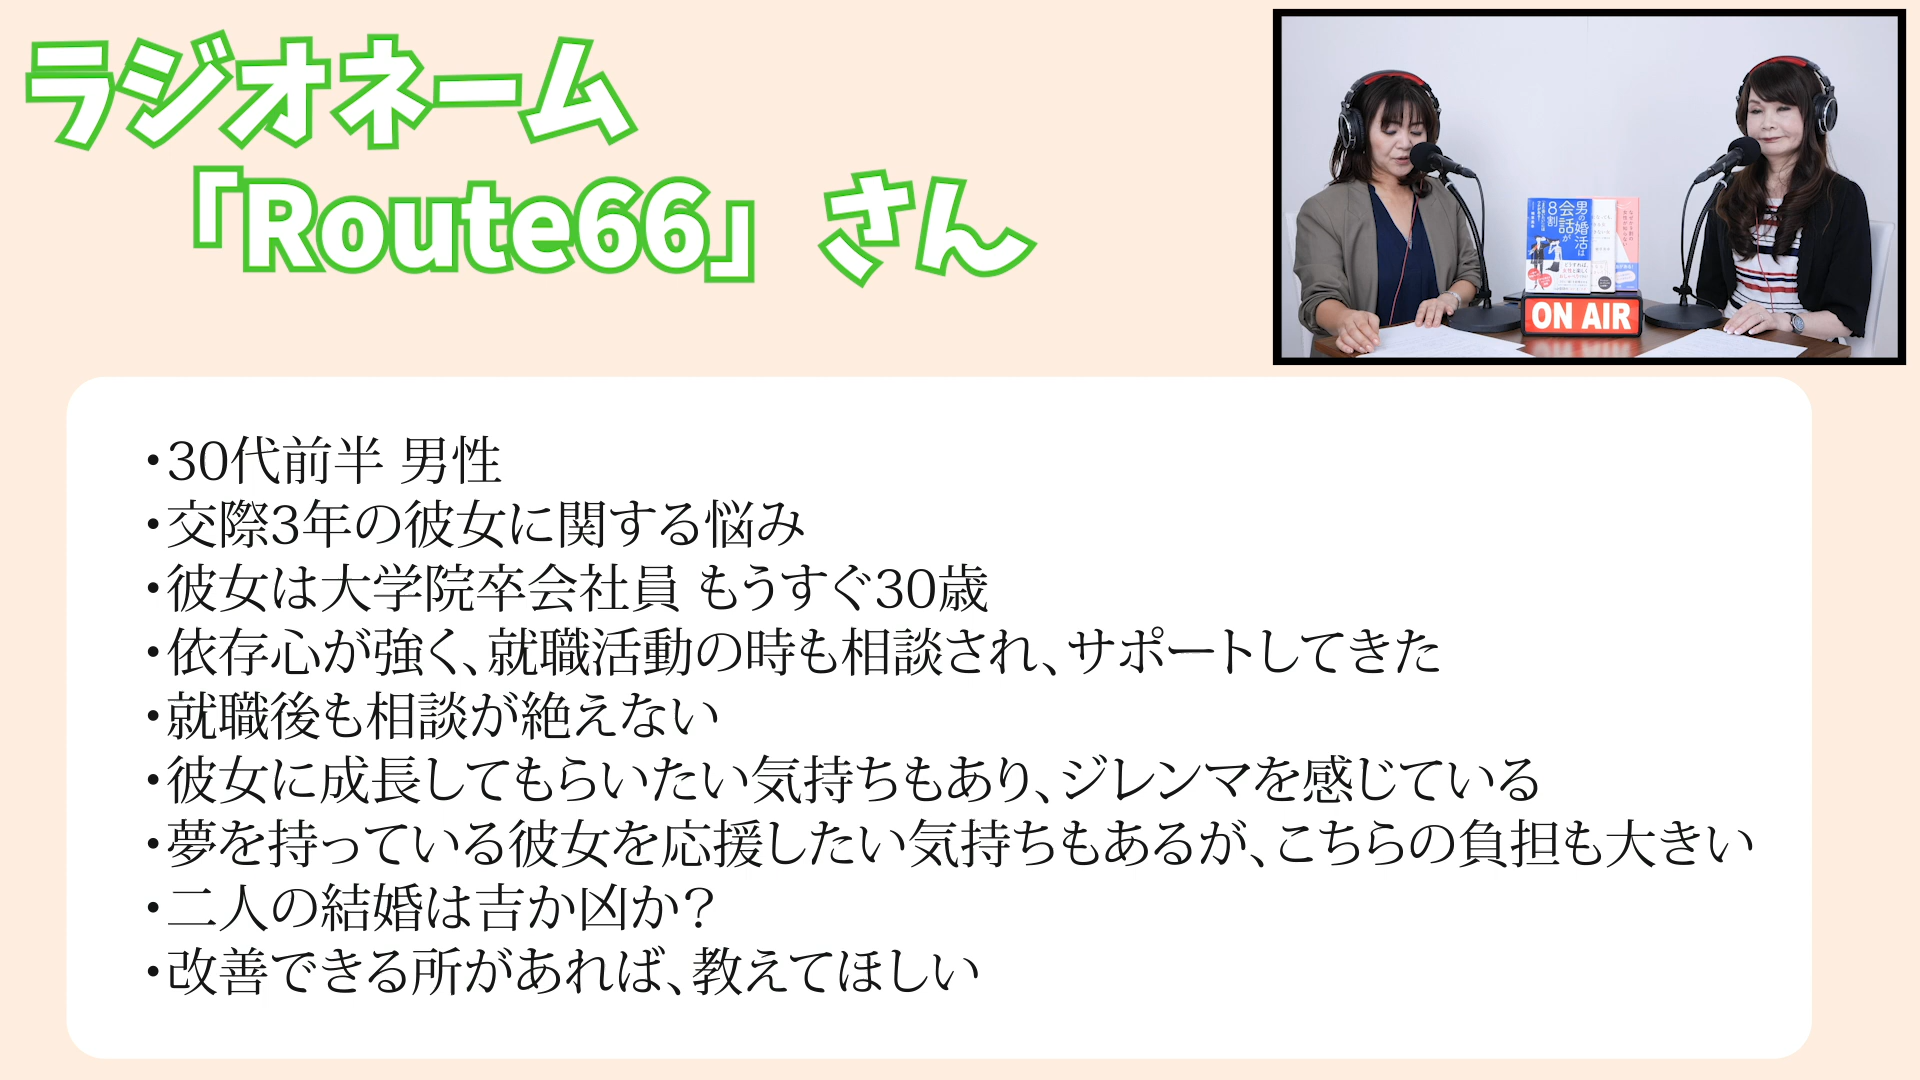 ラジオネーム
「Route66」さん
男の婚活は
会話が
8割
ON AIR
・30代前半 男性
・交際3年の彼女に関する悩み
・彼女は大学院卒会社員 もうすぐ30歳
・依存心が強く、就職活動の時も相談され、サポートしてきた
・就職後も相談が絶えない
・彼女に成長してもらいたい気持ちもあり、ジレンマを感じている
・夢を持っている彼女を応援したい気持ちもあるが、こちらの負担も大きい
・二人の結婚は吉か凶か?
・改善できる所があれば、教えてほしい